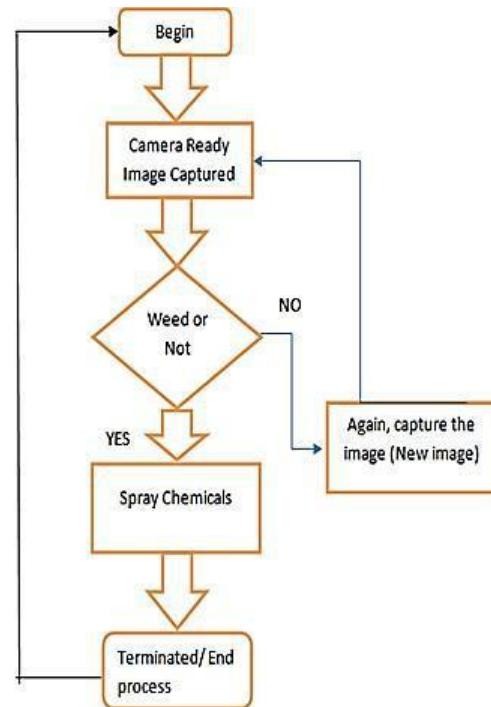 Begin
Camera Ready
Image Captured
Weed or
Not
NO
Again, capture the
image (New image)
YES
Spray Chemicals
Terminated/ End
process